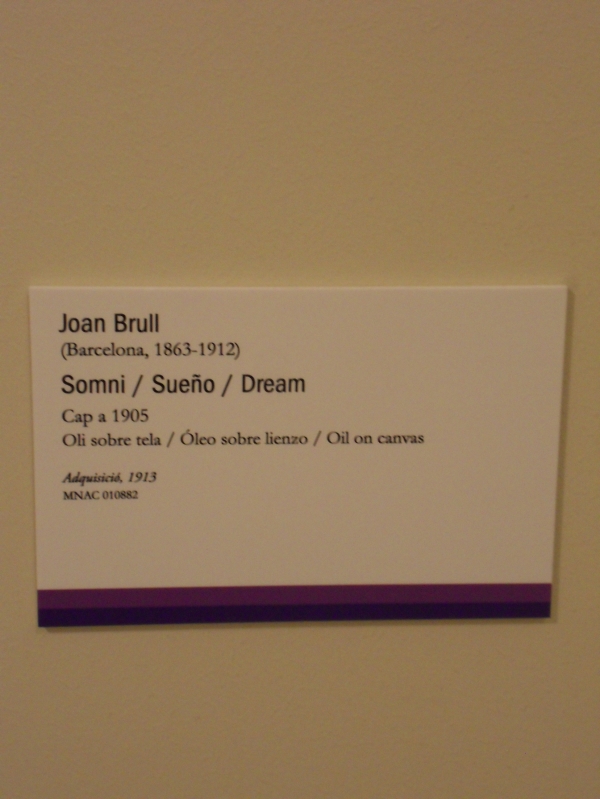 Joan Brull
(Barcelona, 1863-1912)
Somni / Sueño / Dream
Cap a 1905
Oli sobre tela / Óleo sobre lienzo / Oil on canvas
Adquisició, 1913
MNAC 010882